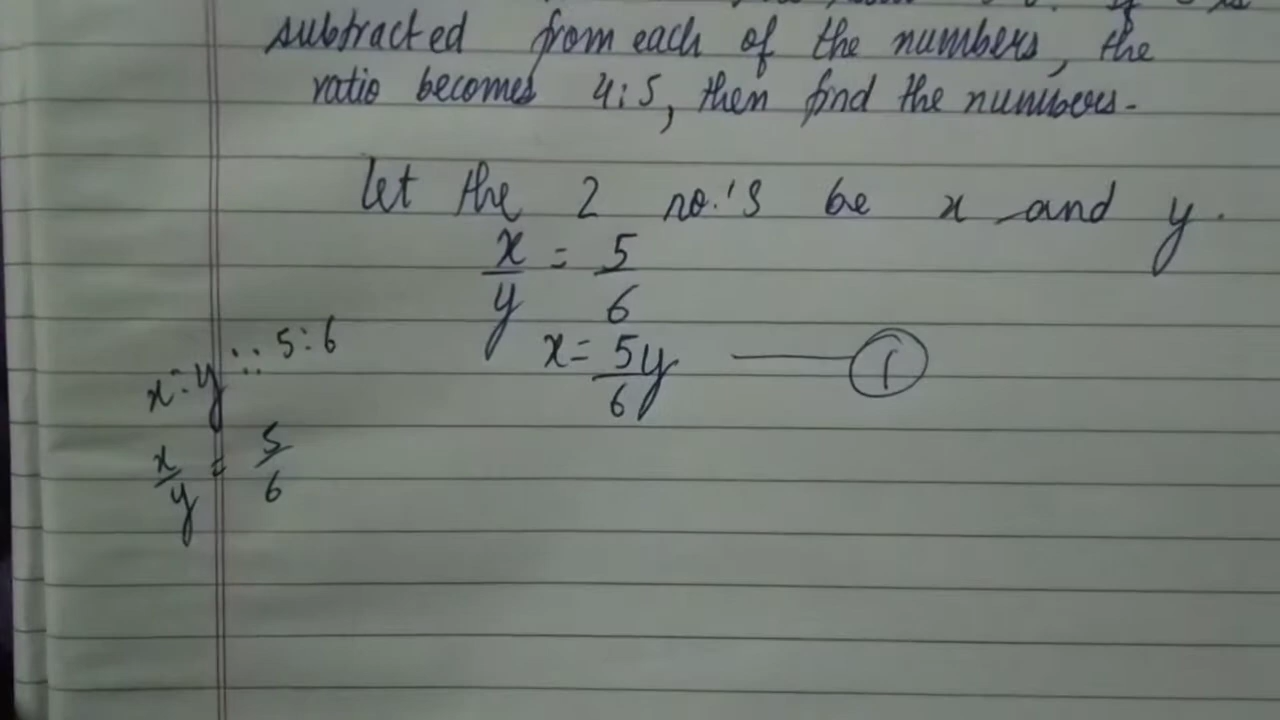 subtracted from each of the numbers, the
ratio becomes 4:5, then find the numbers.
let the 2 no.'s be x and y.
x/y = 5/6
x = 5y/6 — 1
x:y :: 5:6
x/y = 5/6